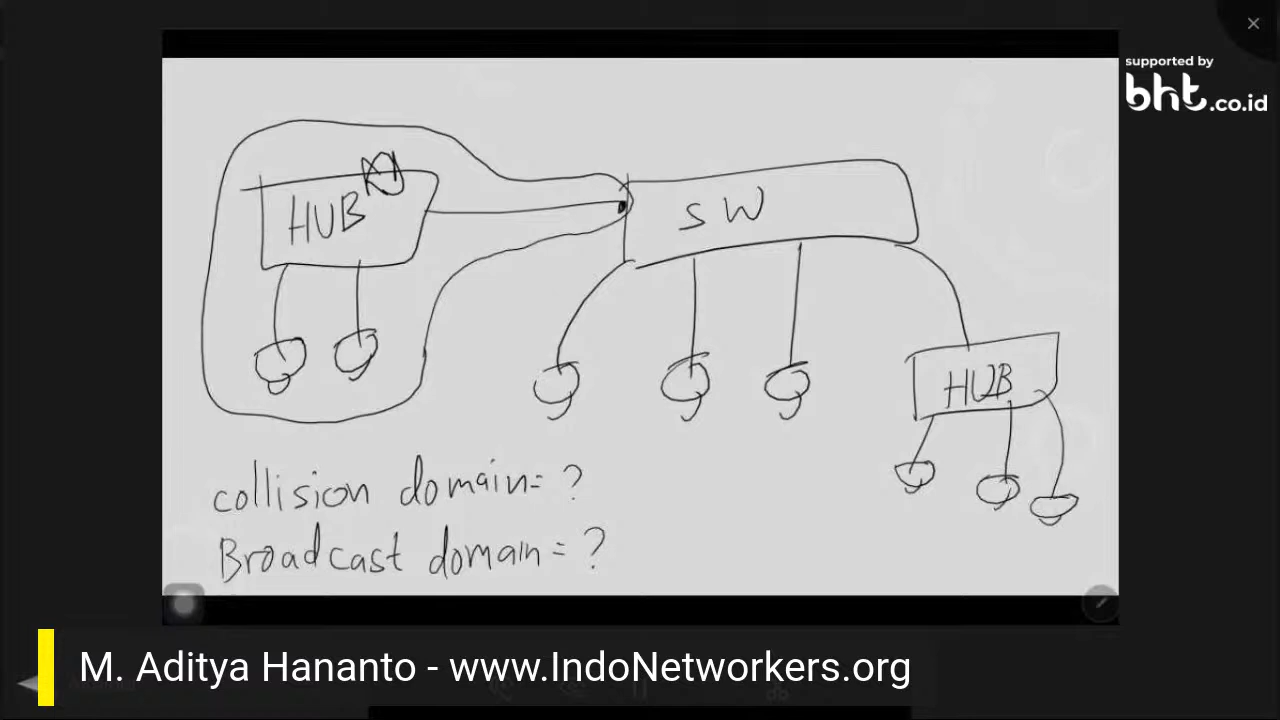 supported by
bht.co.id
HUB
SW
HUB
collision domain= ?
Broadcast domain= ?
M. Aditya Hananto - www.IndoNetworkers.org